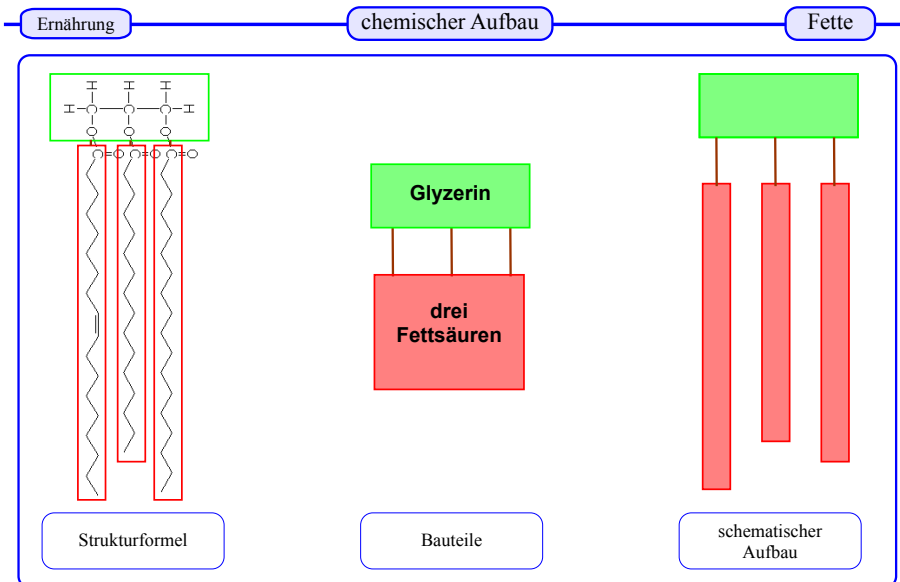 Ernährung
chemischer Aufbau
Fette
H H H
H C C C H
O O O
C=O C=O C=O
Glyzerin
drei
Fettsäuren
Strukturformel
Bauteile
schematischer
Aufbau